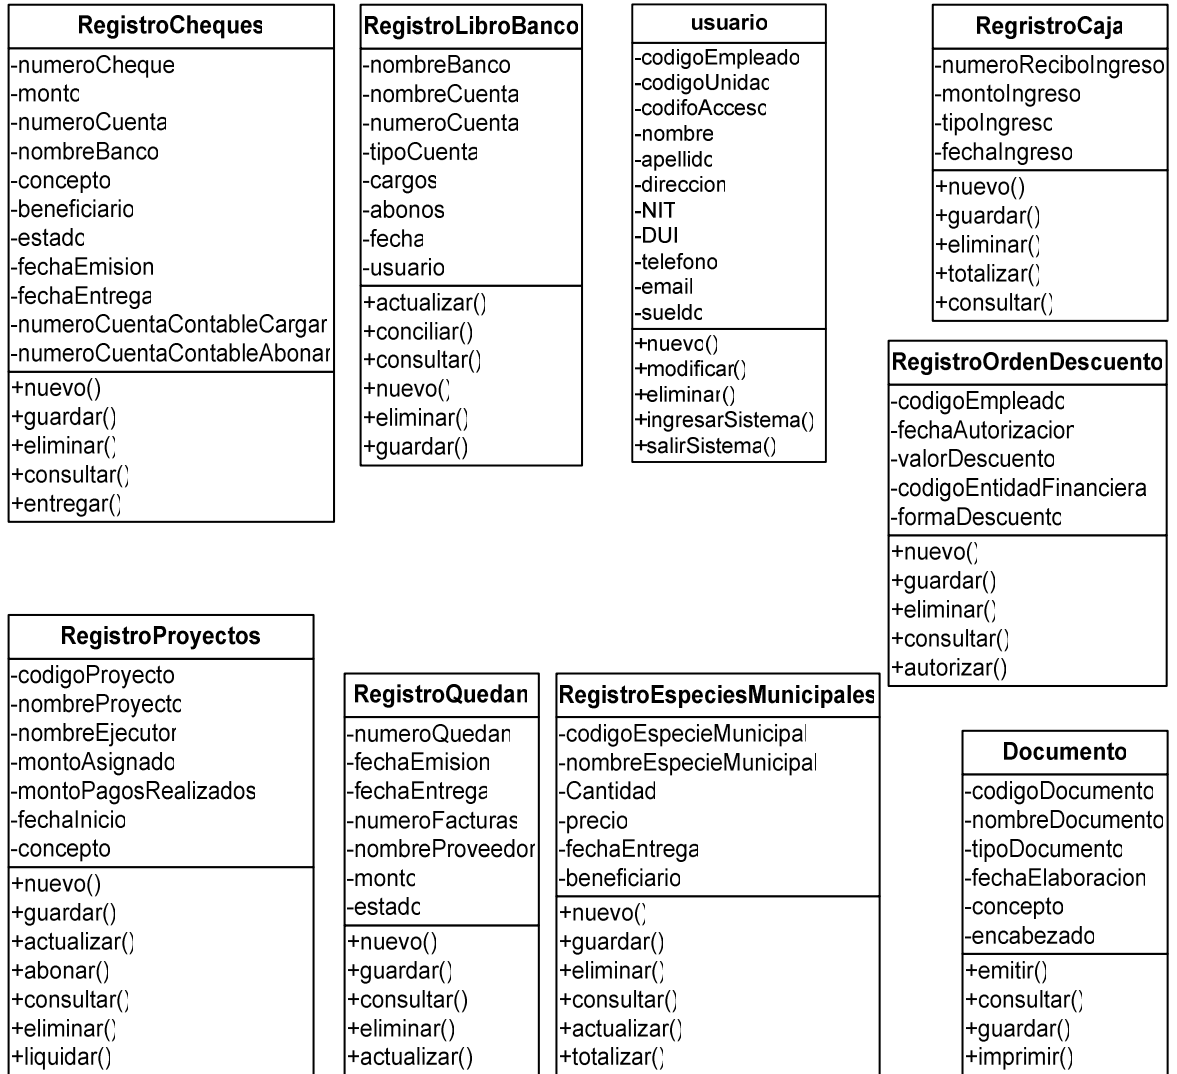 RegistroCheques
-numeroCheque
-monto
-numeroCuenta
-nombreBanco
-concepto
-beneficiario
-estado
-fechaEmision
-fechaEntrega
-numeroCuentaContableCargar
-numeroCuentaContableAbonar
+nuevo()
+guardar()
+eliminar()
+consultar()
+entregar()
RegistroLibroBanco
-nombreBanco
-nombreCuenta
-numeroCuenta
-tipoCuenta
-cargos
-abonos
-fecha
-usuario
+actualizar()
+conciliar()
+consultar()
+nuevo()
+eliminar()
+guardar()
usuario
-codigoEmpleado
-codigoUnidad
-codifoAcceso
-nombre
-apellido
-direccion
-NIT
-DUI
-telefono
-email
-sueldo
+nuevo()
+modificar()
+eliminar()
+ingresarSistema()
+salirSistema()
RegristroCaja
-numeroReciboIngreso
-montoIngreso
-tipoIngreso
-fechaIngreso
+nuevo()
+guardar()
+eliminar()
+totalizar()
+consultar()
RegistroOrdenDescuento
-codigoEmpleado
-fechaAutorizacion
-valorDescuento
-codigoEntidadFinanciera
-formaDescuento
+nuevo()
+guardar()
+eliminar()
+consultar()
+autorizar()
RegistroProyectos
-codigoProyecto
-nombreProyecto
-nombreEjecutor
-montoAsignado
-montoPagosRealizados
-fechaInicio
-concepto
+nuevo()
+guardar()
+actualizar()
+abonar()
+consultar()
+eliminar()
+liquidar()
RegistroQuedan
-numeroQuedan
-fechaEmision
-fechaEntrega
-numeroFacturas
-nombreProveedor
-monto
-estado
+nuevo()
+guardar()
+consultar()
+eliminar()
+actualizar()
RegistroEspeciesMunicipales
-codigoEspecieMunicipal
-nombreEspecieMunicipal
-Cantidad
-precio
-fechaEntrega
-beneficiario
+nuevo()
+guardar()
+eliminar()
+consultar()
+actualizar()
+totalizar()
Documento
-codigoDocumento
-nombreDocumento
-tipoDocumento
-fechaElaboracion
-concepto
-encabezado
+emitir()
+consultar()
+guardar()
+imprimir()